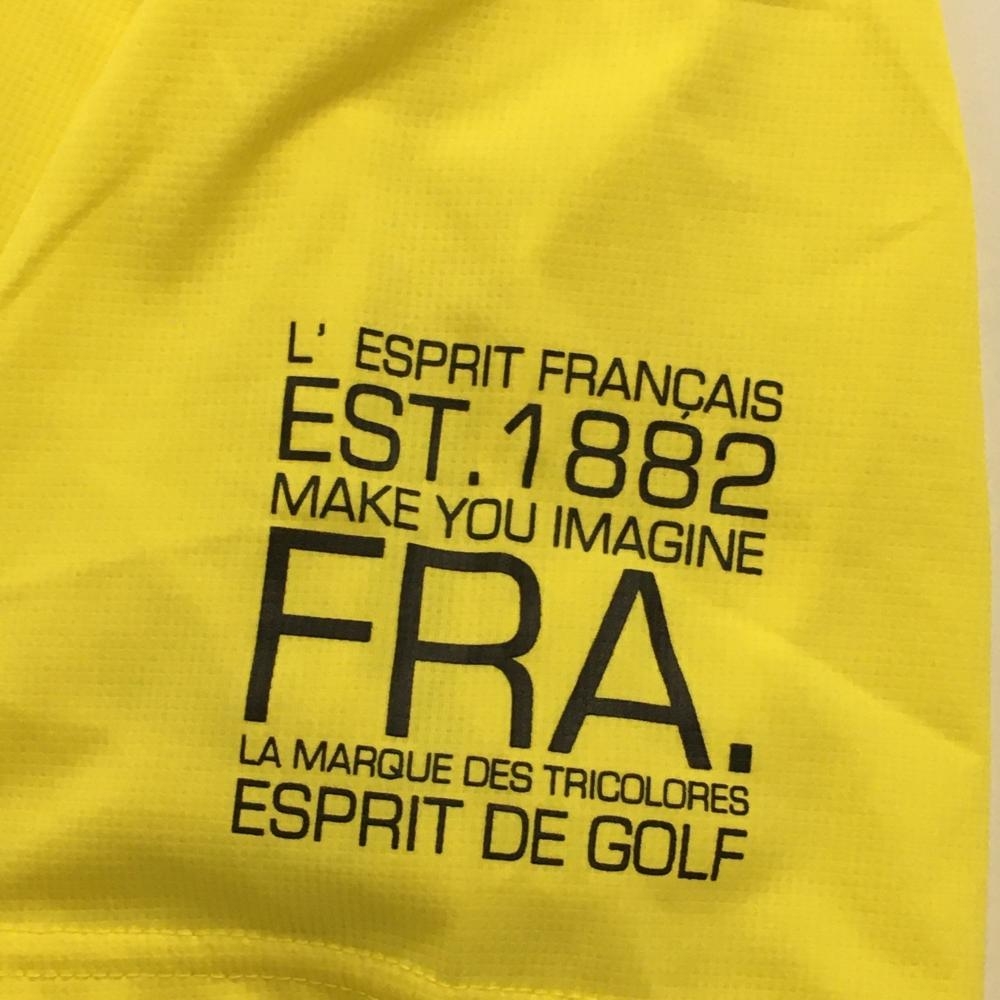 L' ESPRIT FRANÇAIS
EST.1882
MAKE YOU IMAGINE
FRA.
LA MARQUE DES TRICOLORES
ESPRIT DE GOLF